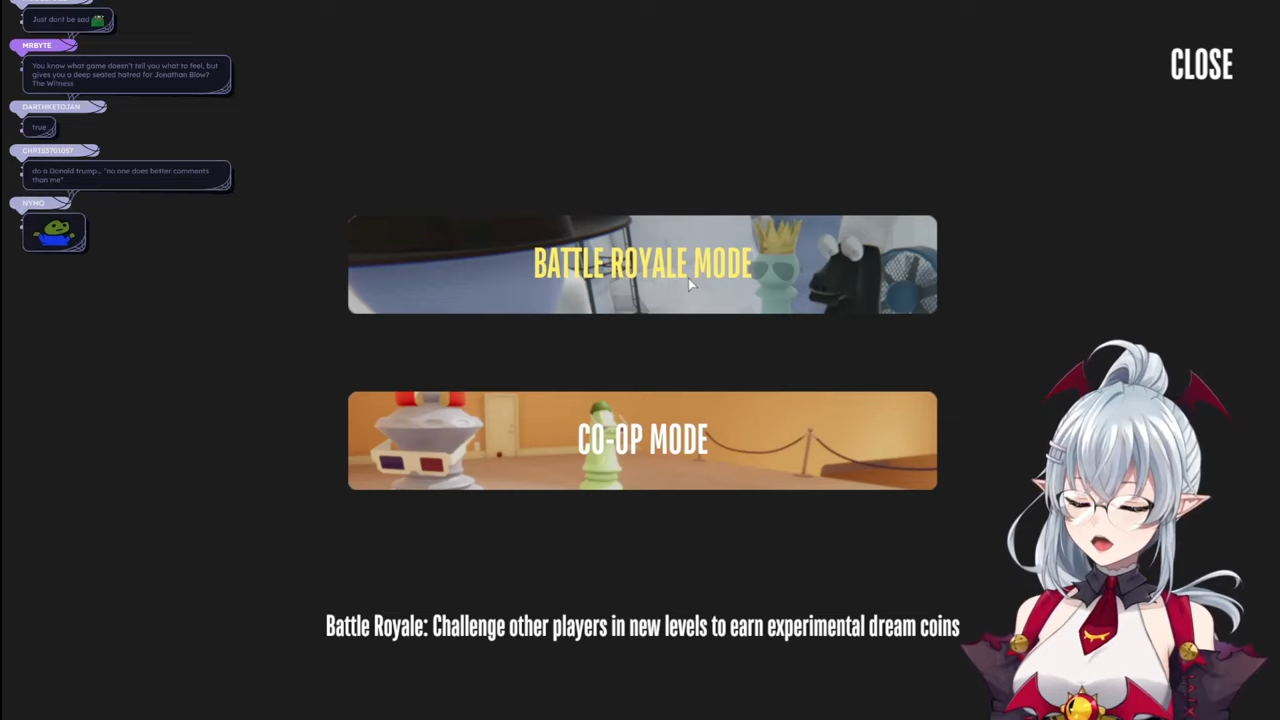 Just dont be sad
MRBYTE
You know what game doesn't tell you what to feel, but
gives you a deep seated hatred for Jonathan Blow?
The Witness
DARTHKETOJAN
true
CHRIS3701057
do a Donald trump.. "no one does better comments
than me"
NYMO
CLOSE
BATTLE ROYALE MODE
CO-OP MODE
Battle Royale: Challenge other players in new levels to earn experimental dream coins